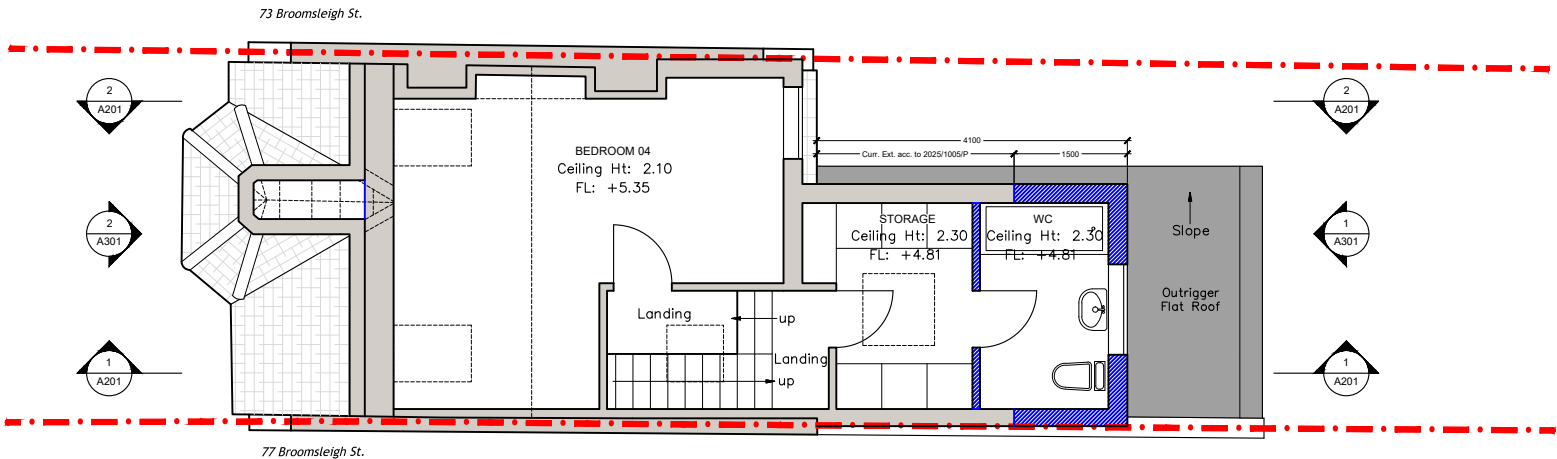 73 Broomsleigh St.
2
A201
2
A201
4100
Curr. Ext. acc. to 2025/1005/P
1500
BEDROOM 04
Ceiling Ht: 2.10
FL: +5.35
2
A301
STORAGE
Ceiling Ht: 2.30
FL: +4.81
WC
Ceiling Ht: 2.30
FL: +4.81
Slope
1
A301
Outrigger
Flat Roof
Landing
up
Landing
up
1
A201
1
A201
77 Broomsleigh St.